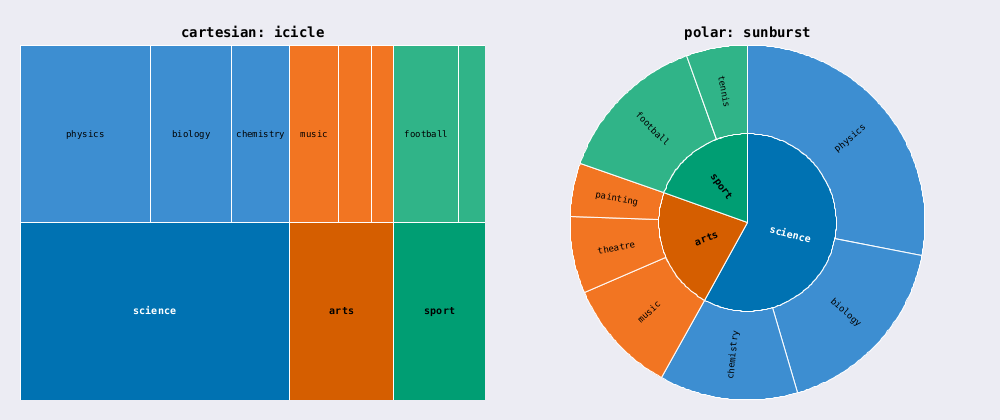 cartesian: icicle
physics
biology
chemistry
music
football
science
arts
sport
polar: sunburst
tennis
football
physics
sport
painting
science
arts
theatre
music
biology
chemistry